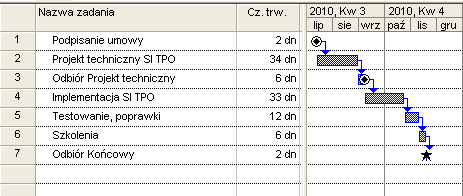 Nazwa zadania Cz. trw. 2010, Kw 3 2010, Kw 4
lip sie wrz paź lis gru
1 Podpisanie umowy 2 dn
2 Projekt techniczny SI TPO 34 dn
3 Odbiór Projekt techniczny 6 dn
4 Implementacja SI TPO 33 dn
5 Testowanie, poprawki 12 dn
6 Szkolenia 6 dn
7 Odbiór Końcowy 2 dn